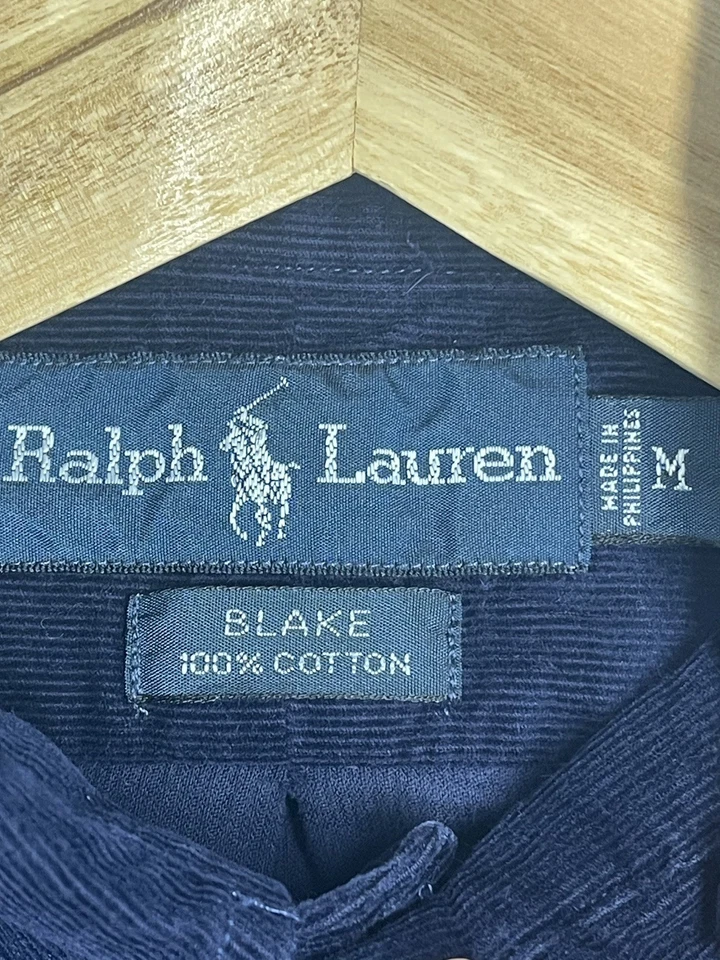 Ralph Lauren
MADE IN
PHILIPPINES
M
BLAKE
100% COTTON